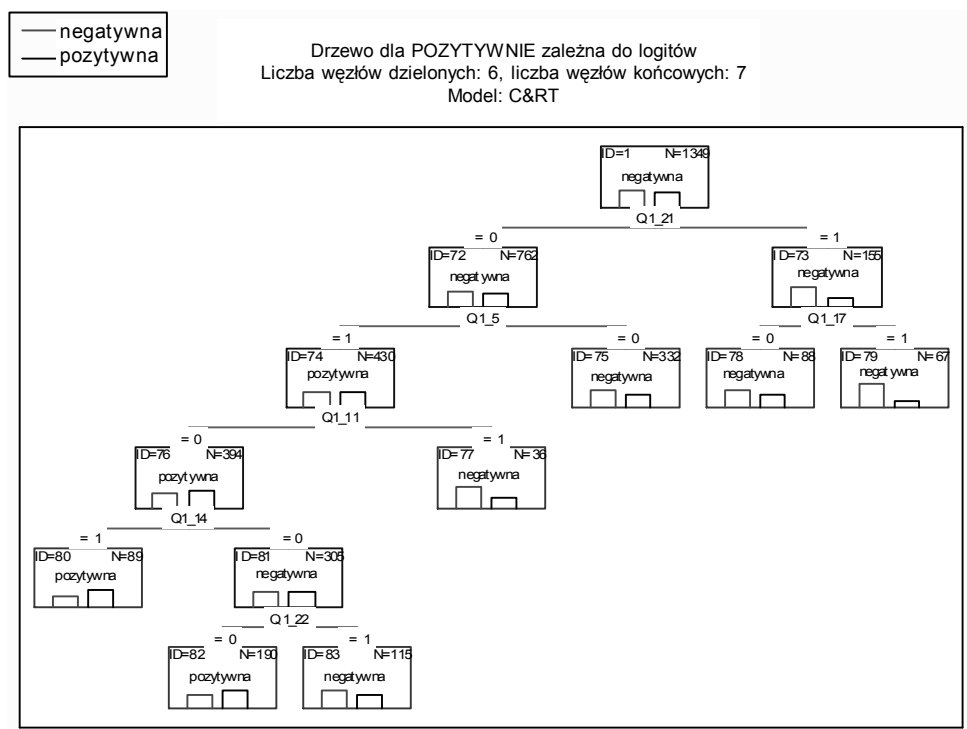 negatywna
pozytywna
Drzewo dla POZYTYWNIE zależna do logitów
Liczba węzłów dzielonych: 6, liczba węzłów końcowych: 7
Model: C&RT
ID=1 N=1349
negatywna
Q1_21
= 0 = 1
ID=72 N=762 ID=73 N=155
negatywna negatywna
Q1_5 Q1_17
= 1 = 0 = 0 = 1
ID=74 N=430 ID=75 N=332 ID=78 N=88 ID=79 N=67
pozytywna negatywna negatywna negatywna
Q1_11
= 0 = 1
ID=76 N=394 ID=77 N=36
pozytywna negatywna
Q1_14
= 1 = 0
ID=80 N=89 ID=81 N=305
pozytywna negatywna
Q1_22
= 0 = 1
ID=82 N=190 ID=83 N=115
pozytywna negatywna